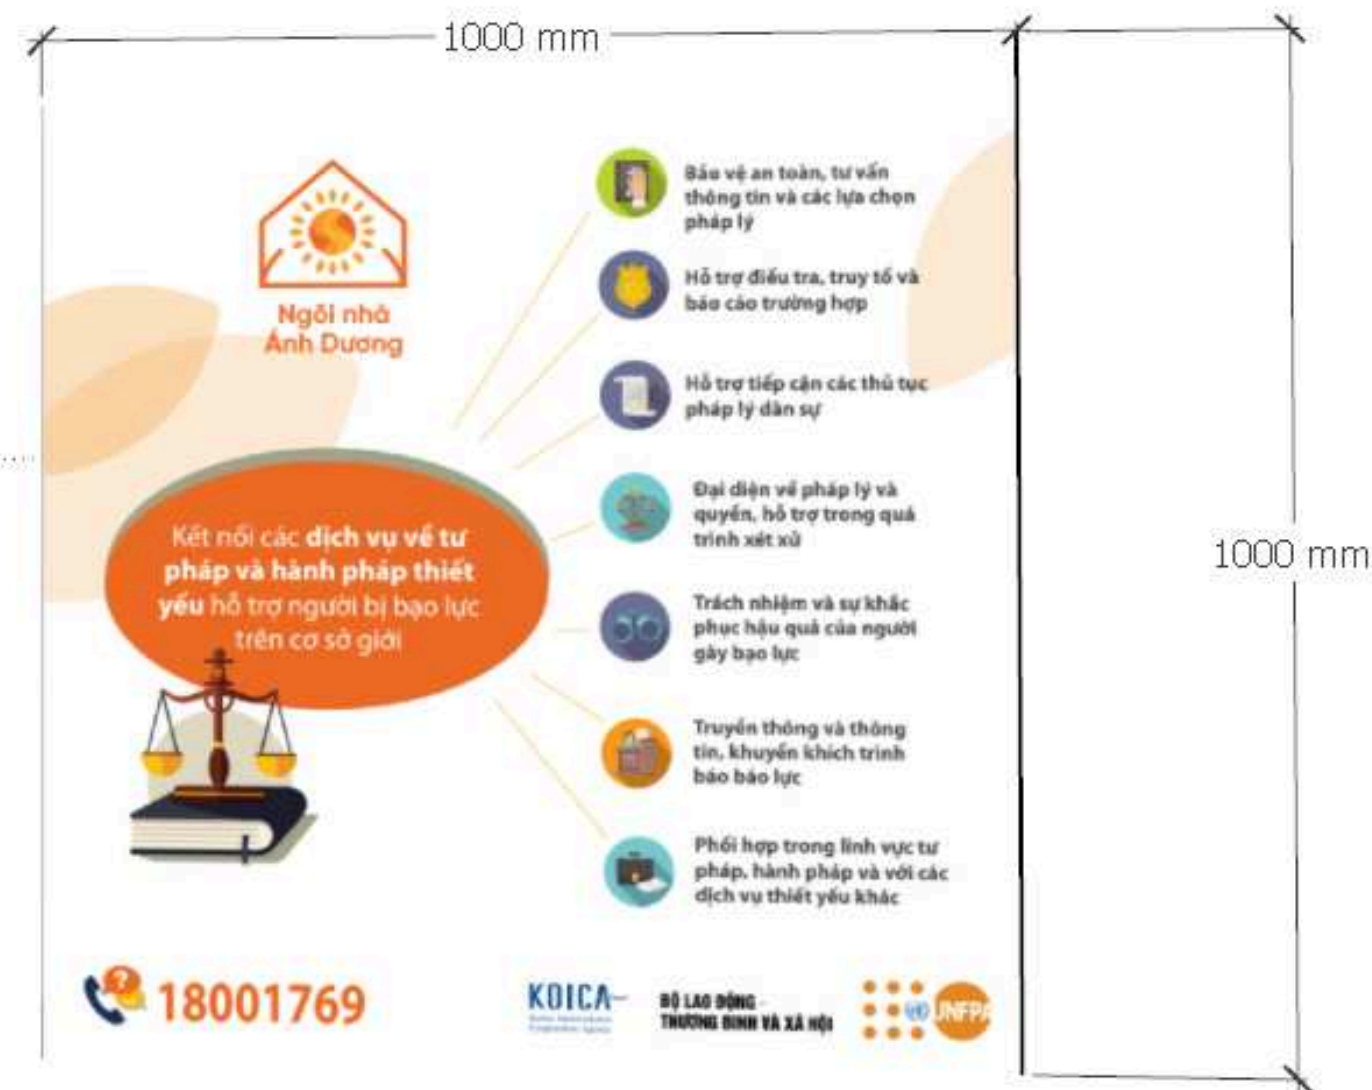 1000 mm
Ngôi nhà
Ánh Dương
Bảo vệ an toàn, tư vấn
thông tin và các lựa chọn
pháp lý
Hỗ trợ điều tra, truy tố và
báo cáo trường hợp
Hỗ trợ tiếp cận các thủ tục
pháp lý dân sự
Đại diện về pháp lý và
quyền, hỗ trợ trong quá
trình xét xử
Trách nhiệm và sự khắc
phục hậu quả của người
gây bạo lực
Truyền thông và thông
tin, khuyến khích trình
báo bảo lực
Phối hợp trong lĩnh vực tư
pháp, hành pháp và với các
dịch vụ thiết yếu khác
Kết nối các dịch vụ về tư
pháp và hành pháp thiết
yếu hỗ trợ người bị bạo lực
trên cơ sở giới
1000 mm
?
18001769
KOICA
BỘ LAO ĐỘNG -
THƯƠNG BINH VÀ XÃ HỘI
UNFPA